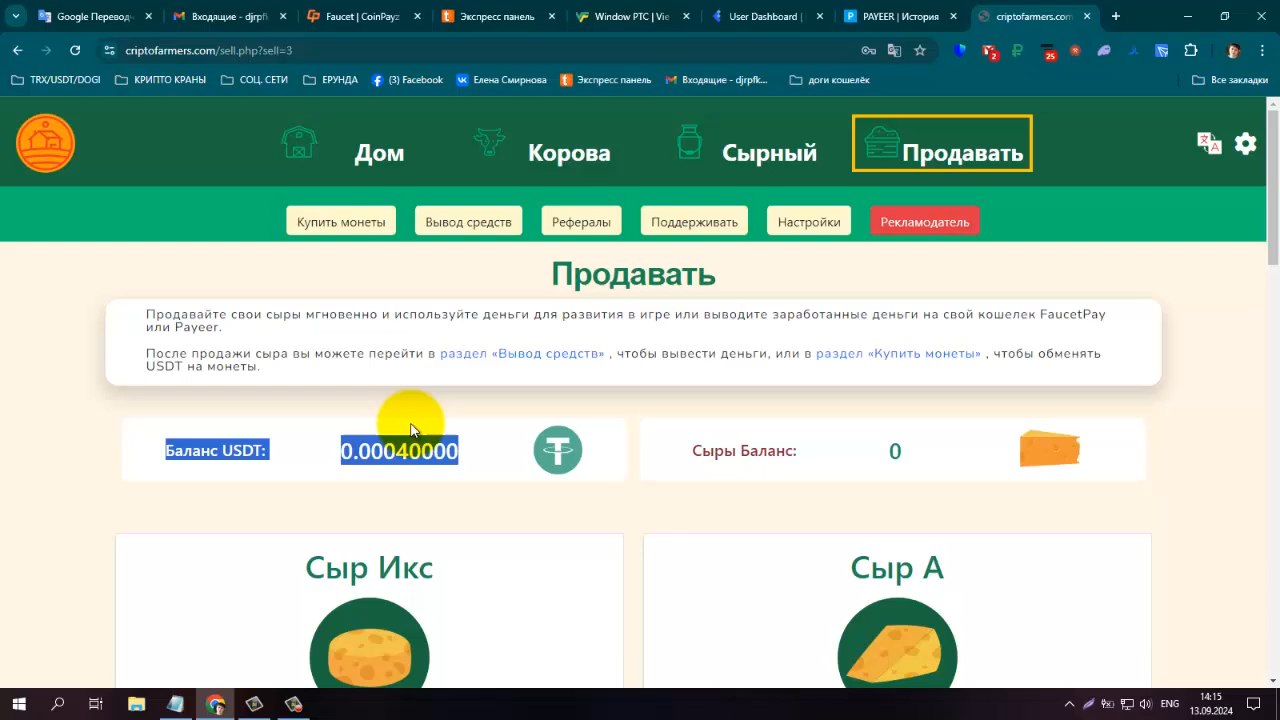 Google Перевод
Входящие - djrpf
Faucet | CoinPayz
Экспресс панель
Window PTC | Vie
User Dashboard |
PAYEER | История
criptofarmers.com
criptofarmers.com/sell.php?sell=3
TRX/USDT/DOGI
КРИПТО КРАНЫ
СОЦ. СЕТИ
ЕРУНДА
(3) Facebook
Елена Смирнова
Экспресс панель
Входящие - djrpfk...
доги кошелёк
Все закладки
2
25
Дом
Корова
Сырный
Продавать
Купить монеты
Вывод средств
Рефералы
Поддерживать
Настройки
Рекламодатель
Продавать
Продавайте свои сыры мгновенно и используйте деньги для развития в игре или выводите заработанные деньги на свой кошелек FaucetPay
или Payeer.
После продажи сыра вы можете перейти в раздел «Вывод средств» , чтобы вывести деньги, или в раздел «Купить монеты» , чтобы обменять
USDT на монеты.
Баланс USDT: 0.00040000
Сыры Баланс: 0
Сыр Икс
Сыр А
ENG
14:15
13.09.2024